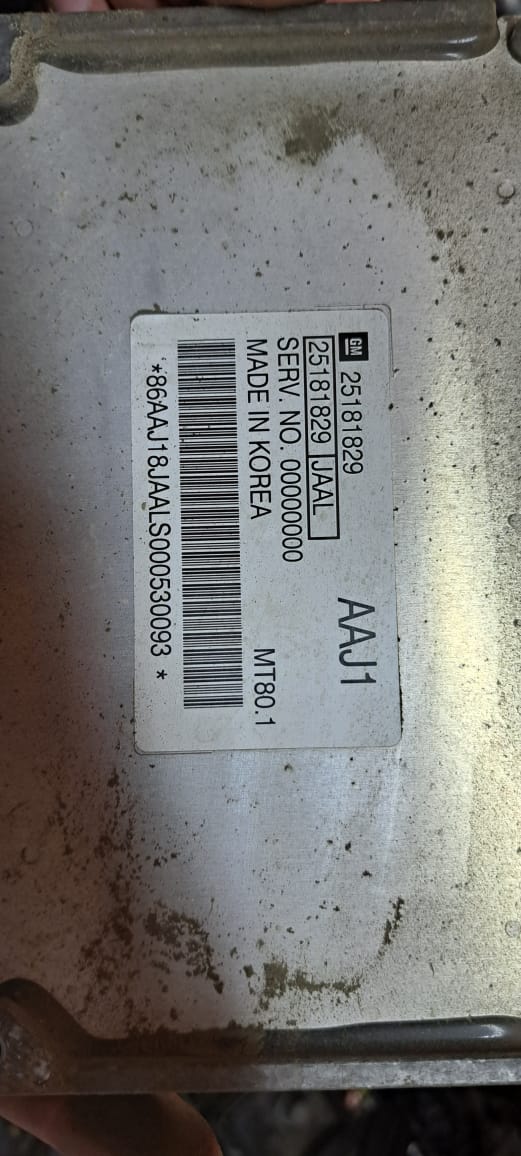 GM 25181829 AAJ1
25181829 JAAL
SERV. NO. 00000000
MADE IN KOREA MT80.1
*86AAJ18JAALS000530093 *